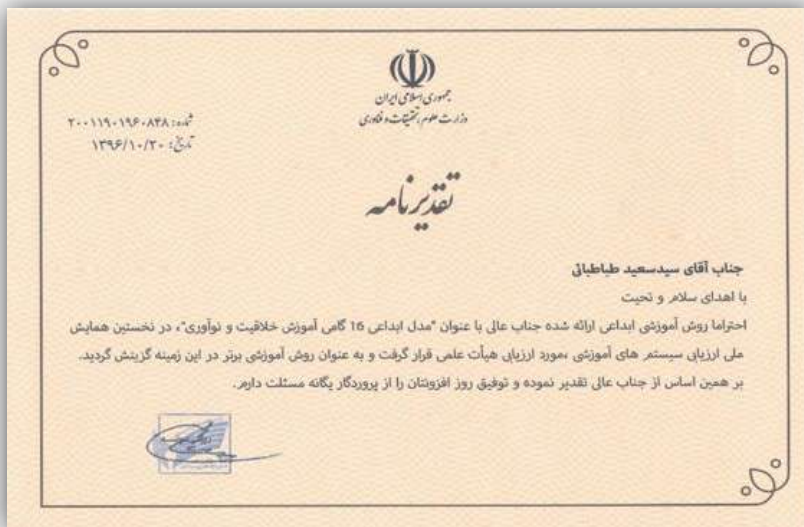 جمهوری اسلامی ایران
وزارت علوم، تحقیقات و فناوری
شماره: ۲۰۰۱۱۹۰۱۹۶۰۸۴۸
تاریخ: ۱۳۹۶/۱۰/۲۰
تقدیرنامه
جناب آقای سیدسعید طباطبائی
با اهدای سلام و تحیت
احتراما روش آموزشی ابداعی ارائه شده جناب عالی با عنوان "مدل ابداعی 16 گامی آموزش خلاقیت و نوآوری"، در نخستین همایش
ملی ارزیابی سیستم های آموزشی ،مورد ارزیابی هیأت علمی قرار گرفت و به عنوان روش آموزشی برتر در این زمینه گزینش گردید.
بر همین اساس از جناب عالی تقدیر نموده و توفیق روز افزونتان را از پروردگار یگانه مسئلت دارم.